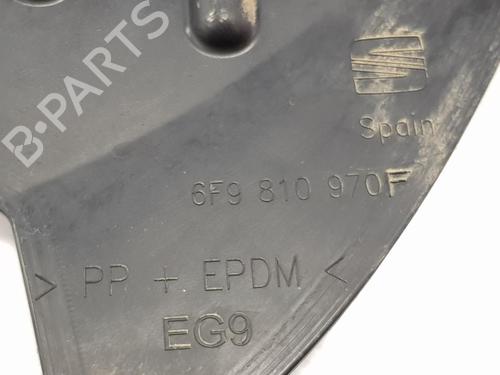 B-PARTS
Spain
6F9 810 970F
> PP + EPDM <
EG9